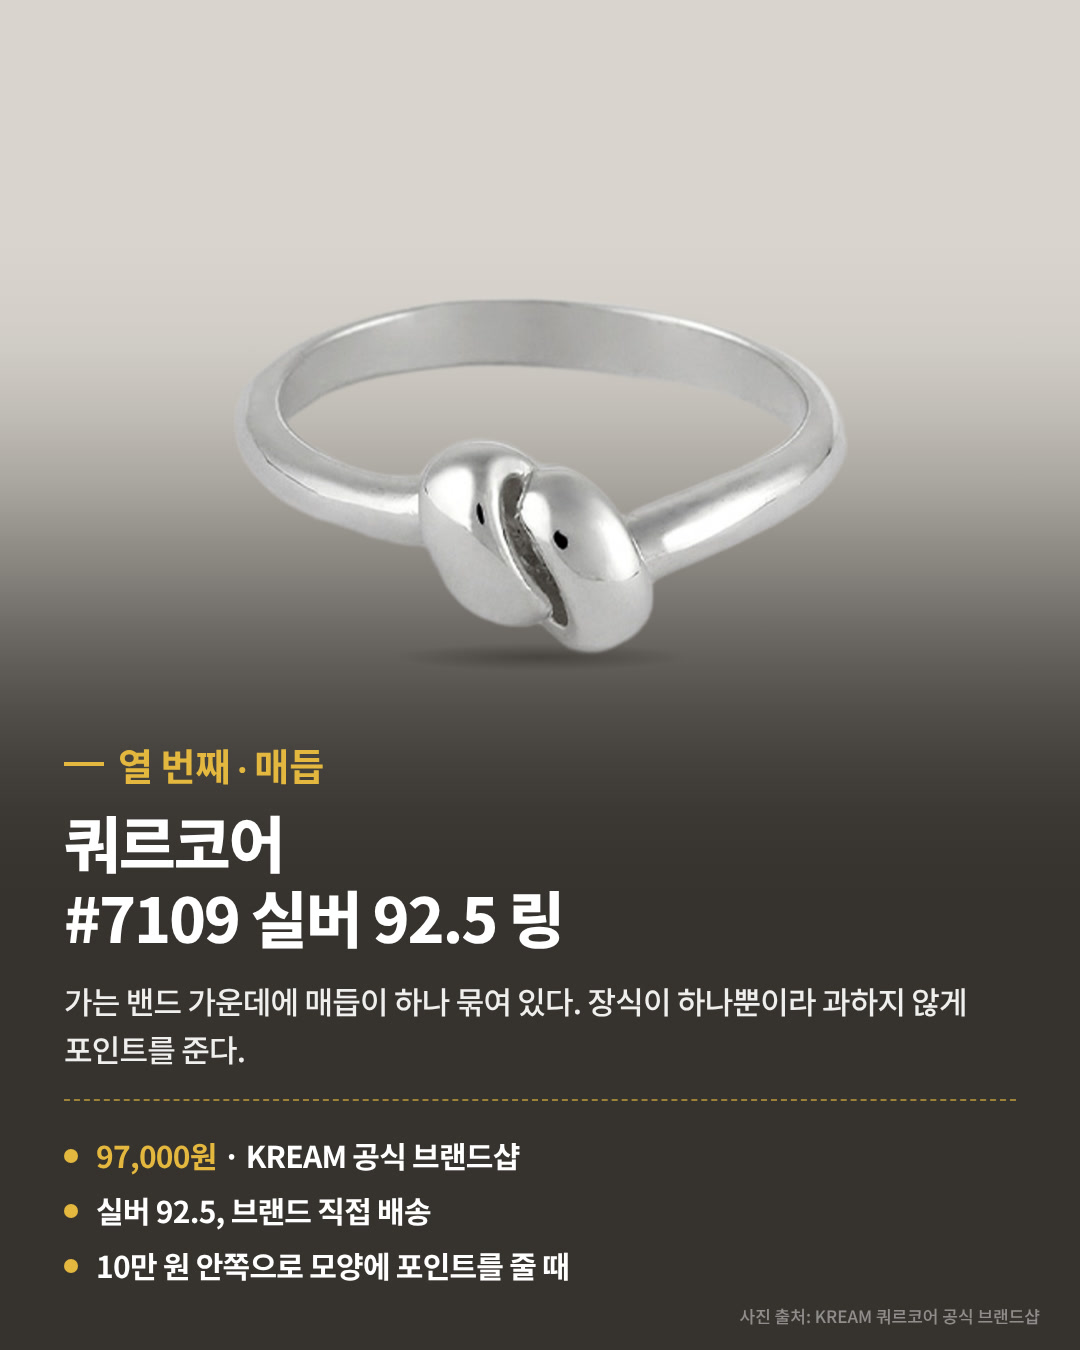 열 번째 · 매듭
쿼르코어
#7109 실버 92.5 링
가는 밴드 가운데에 매듭이 하나 묶여 있다. 장식이 하나뿐이라 과하지 않게
포인트를 준다.
97,000원 · KREAM 공식 브랜드샵
실버 92.5, 브랜드 직접 배송
10만 원 안쪽으로 모양에 포인트를 줄 때
사진 출처: KREAM 쿼르코어 공식 브랜드샵